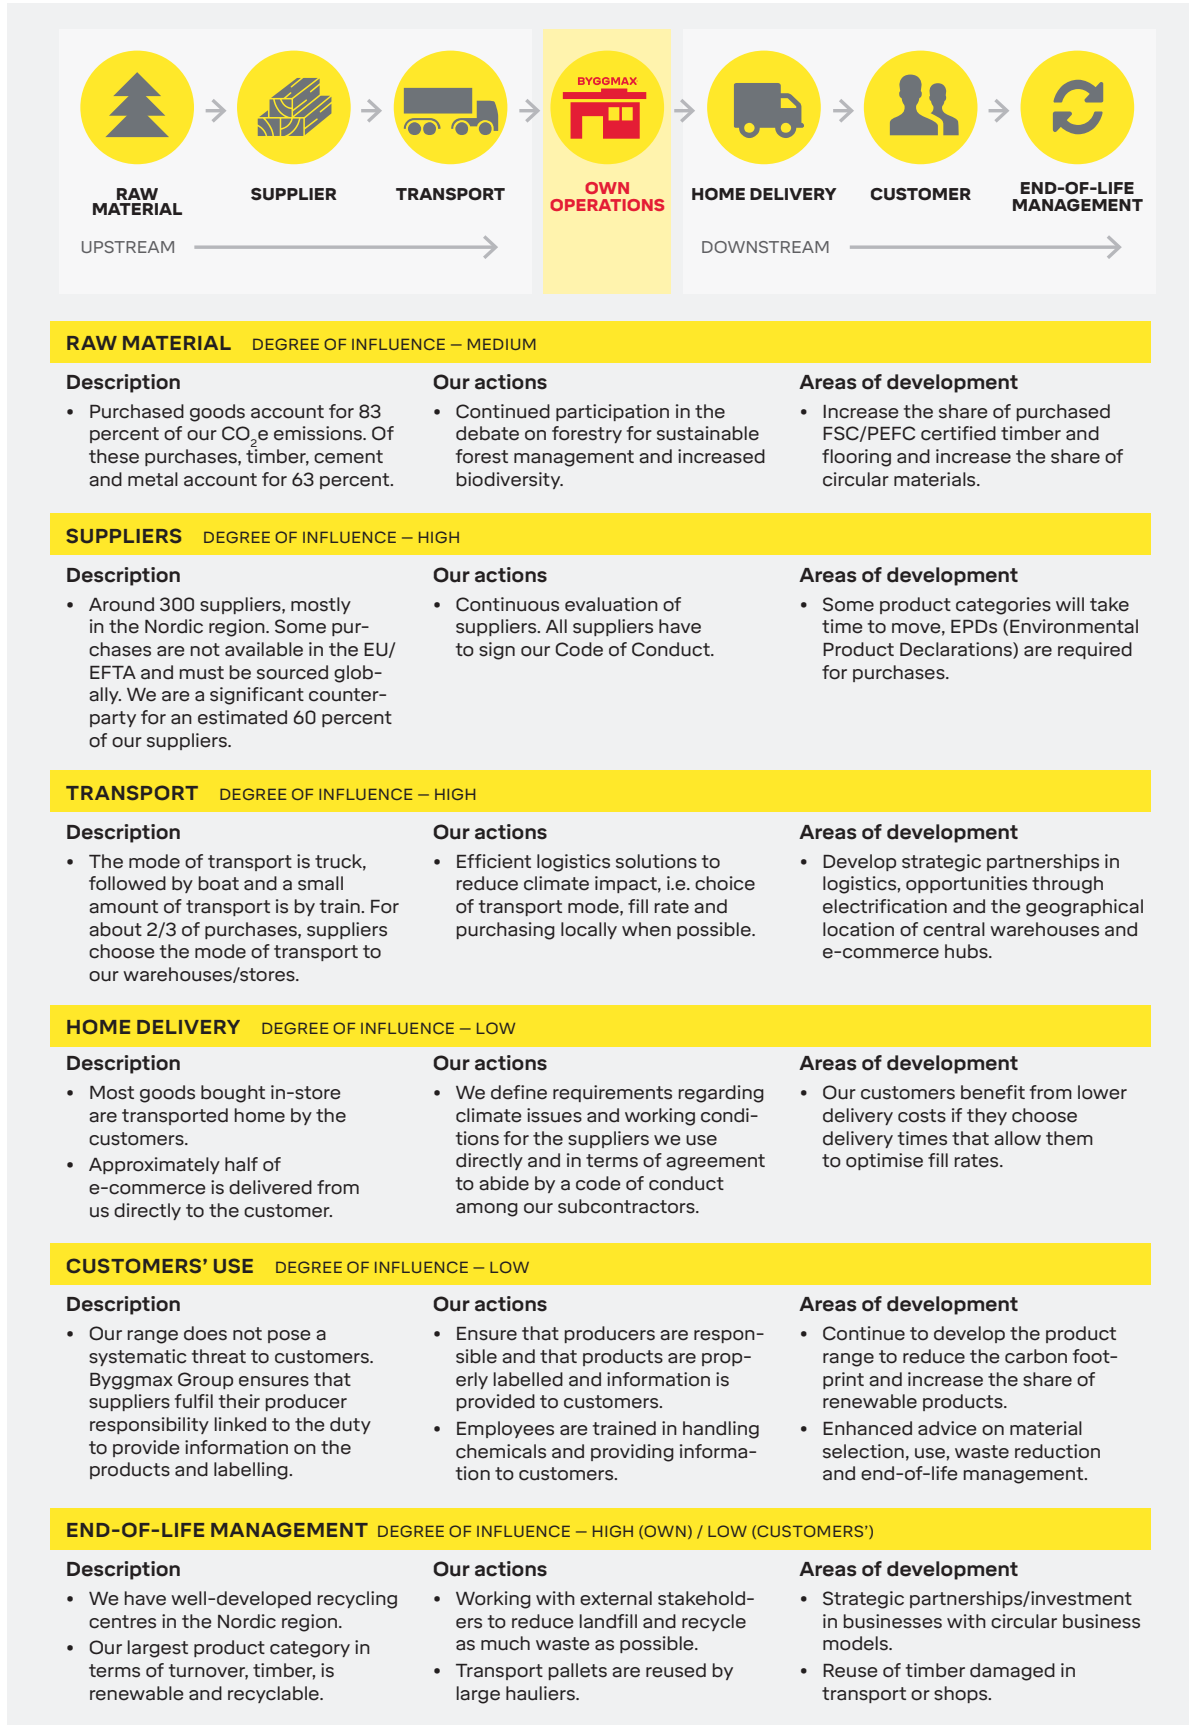 BYGGMAX
RAW
MATERIAL
SUPPLIER
TRANSPORT
OWN
OPERATIONS
HOME DELIVERY
CUSTOMER
END-OF-LIFE
MANAGEMENT
UPSTREAM
DOWNSTREAM
RAW MATERIAL DEGREE OF INFLUENCE – MEDIUM
Description
• Purchased goods account for 83
percent of our CO2e emissions. Of
these purchases, timber, cement
and metal account for 63 percent.
Our actions
• Continued participation in the
debate on forestry for sustainable
forest management and increased
biodiversity.
Areas of development
• Increase the share of purchased
FSC/PEFC certified timber and
flooring and increase the share of
circular materials.
SUPPLIERS DEGREE OF INFLUENCE – HIGH
Description
• Around 300 suppliers, mostly
in the Nordic region. Some pur-
chases are not available in the EU/
EFTA and must be sourced glob-
ally. We are a significant counter-
party for an estimated 60 percent
of our suppliers.
Our actions
• Continuous evaluation of
suppliers. All suppliers have
to sign our Code of Conduct.
Areas of development
• Some product categories will take
time to move, EPDs (Environmental
Product Declarations) are required
for purchases.
TRANSPORT DEGREE OF INFLUENCE – HIGH
Description
• The mode of transport is truck,
followed by boat and a small
amount of transport is by train. For
about 2/3 of purchases, suppliers
choose the mode of transport to
our warehouses/stores.
Our actions
• Efficient logistics solutions to
reduce climate impact, i.e. choice
of transport mode, fill rate and
purchasing locally when possible.
Areas of development
• Develop strategic partnerships in
logistics, opportunities through
electrification and the geographical
location of central warehouses and
e-commerce hubs.
HOME DELIVERY DEGREE OF INFLUENCE – LOW
Description
• Most goods bought in-store
are transported home by the
customers.
• Approximately half of
e-commerce is delivered from
us directly to the customer.
Our actions
• We define requirements regarding
climate issues and working condi-
tions for the suppliers we use
directly and in terms of agreement
to abide by a code of conduct
among our subcontractors.
Areas of development
• Our customers benefit from lower
delivery costs if they choose
delivery times that allow them
to optimise fill rates.
CUSTOMERS’ USE DEGREE OF INFLUENCE – LOW
Description
• Our range does not pose a
systematic threat to customers.
Byggmax Group ensures that
suppliers fulfil their producer
responsibility linked to the duty
to provide information on the
products and labelling.
Our actions
• Ensure that producers are respon-
sible and that products are prop-
erly labelled and information is
provided to customers.
• Employees are trained in handling
chemicals and providing informa-
tion to customers.
Areas of development
• Continue to develop the product
range to reduce the carbon foot-
print and increase the share of
renewable products.
• Enhanced advice on material
selection, use, waste reduction
and end-of-life management.
END-OF-LIFE MANAGEMENT DEGREE OF INFLUENCE – HIGH (OWN) / LOW (CUSTOMERS’)
Description
• We have well-developed recycling
centres in the Nordic region.
• Our largest product category in
terms of turnover, timber, is
renewable and recyclable.
Our actions
• Working with external stakehold-
ers to reduce landfill and recycle
as much waste as possible.
• Transport pallets are reused by
large hauliers.
Areas of development
• Strategic partnerships/investment
in businesses with circular business
models.
• Reuse of timber damaged in
transport or shops.